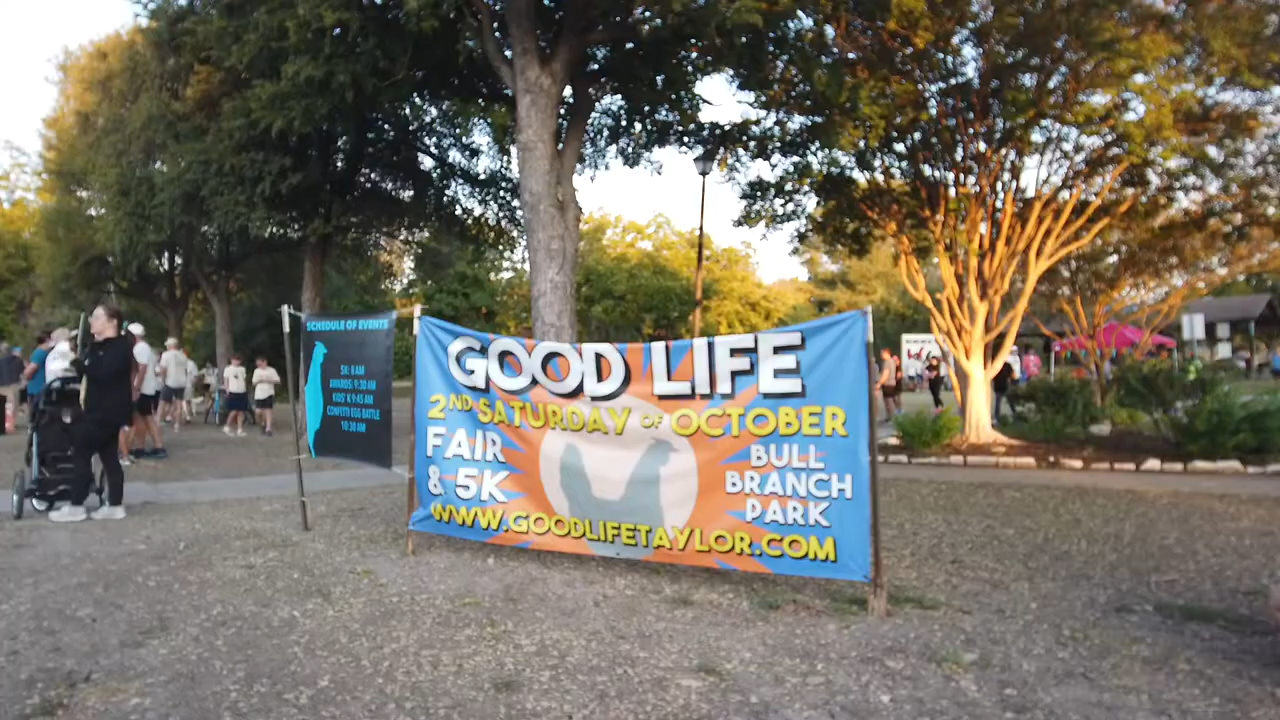 SCHEDULE OF EVENTS
5K: 8 AM
AWARDS: 9:30 AM
KIDS' K 9:45 AM
CONFETTI EGG BATTLE
10:30 AM
GOOD LIFE
2ND SATURDAY OF OCTOBER
FAIR
& 5K
BULL
BRANCH
PARK
WWW.GOODLIFETAYLOR.COM